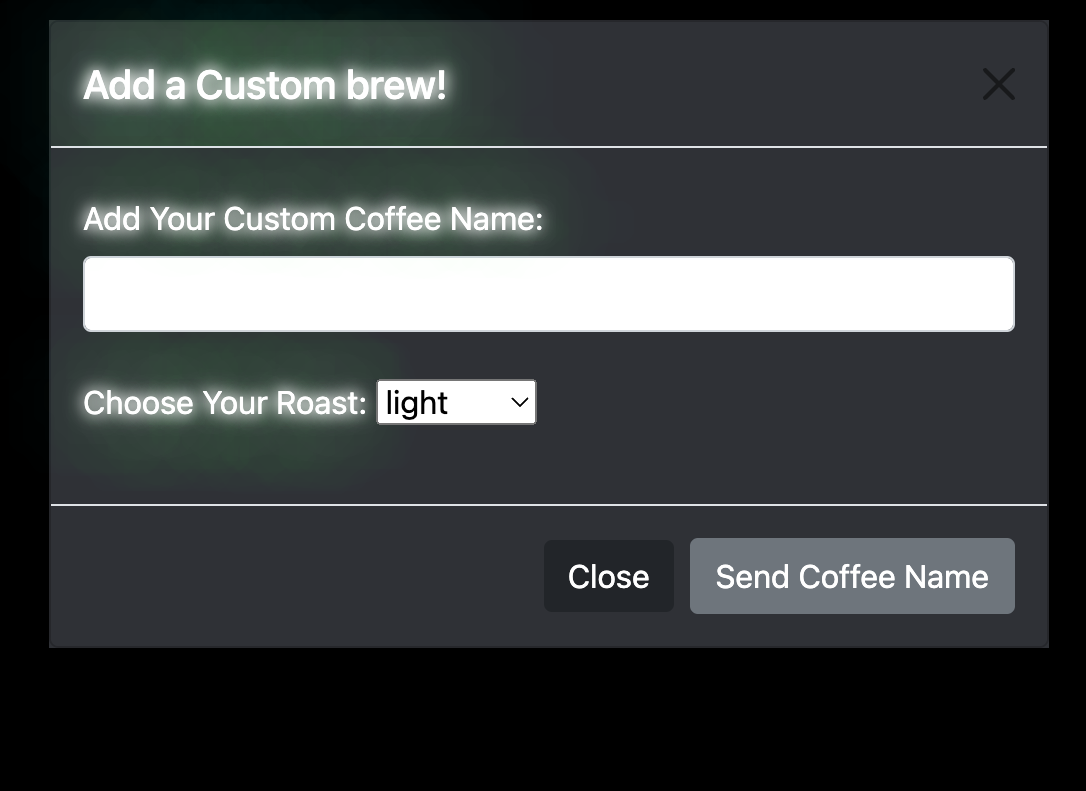 Add a Custom brew!
Add Your Custom Coffee Name:
Choose Your Roast: light
Close Send Coffee Name